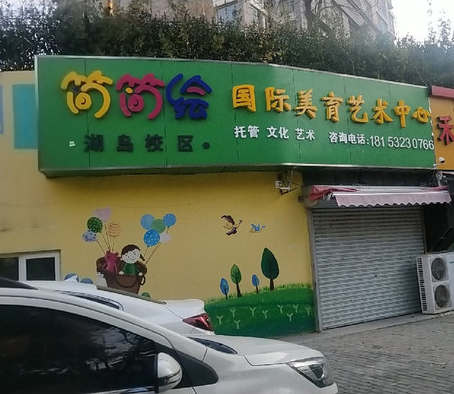 简简绘 国际美育艺术中心
湖岛校区
托管 文化 艺术 咨询电话:18153230766